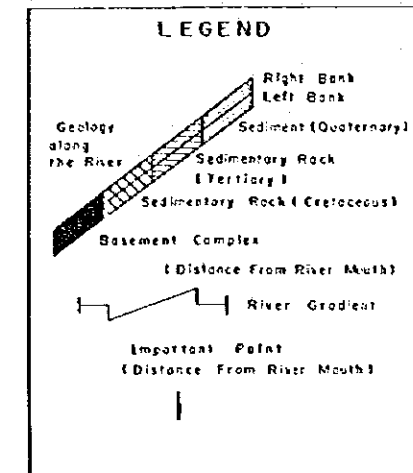 LEGEND
Right Bank
Left Bank
Geology
along
the River
Sediment (Quaternary)
Sedimentary Rock
(Tertiary)
Sedimentary Rock (Cretaceous)
Basement Complex
(Distance From River Mouth)
River Gradient
Important Point
(Distance From River Mouth)